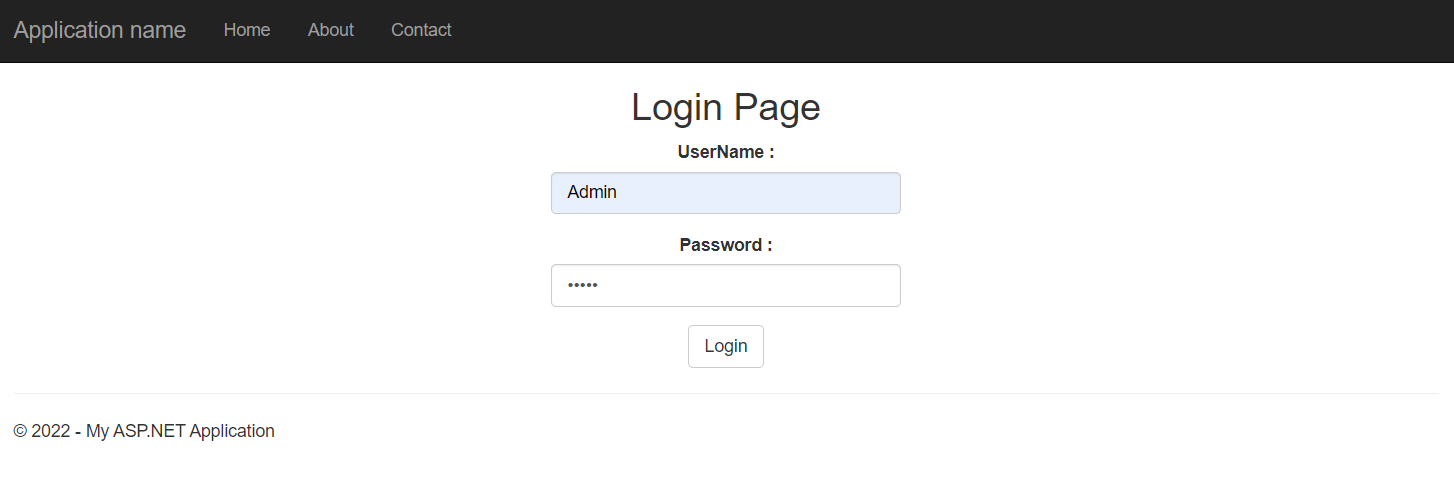 Application name Home About Contact
Login Page
UserName :
Admin
Password :
•••••
Login
© 2022 - My ASP.NET Application